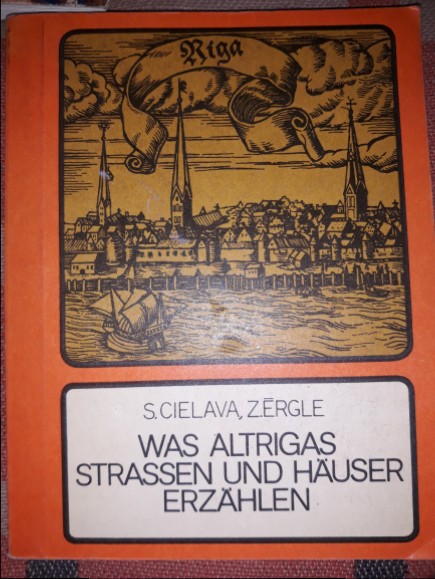 Riga
S. CIELAVA, Z. ĒRGLE
WAS ALTRIGAS
STRASSEN UND HÄUSER
ERZÄHLEN